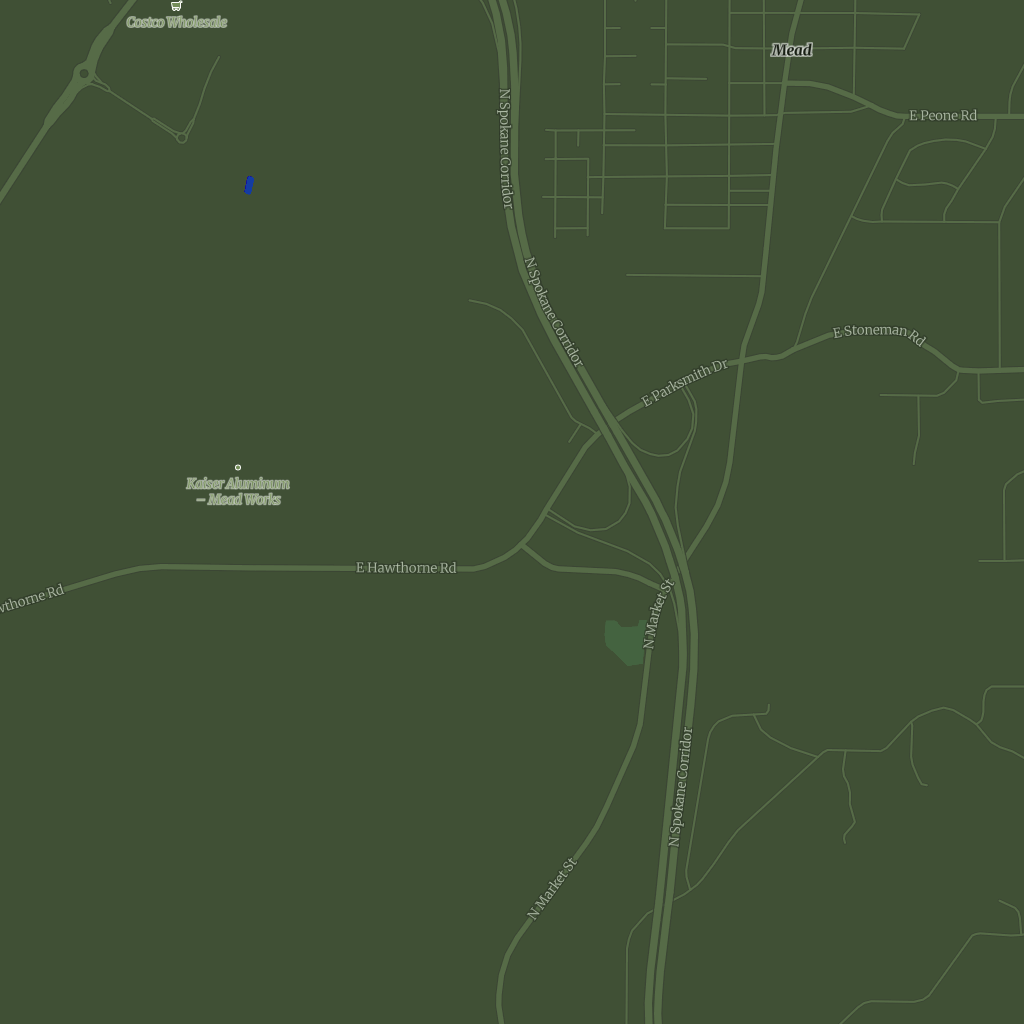 Costco Wholesale
Mead
N Spokane Corridor
E Peone Rd
N Spokane Corridor
E Stoneman Rd
E Parksmith Dr
Kaiser Aluminum
– Mead Works
E Hawthorne Rd
wthorne Rd
N Market St
N Spokane Corridor
N Market St